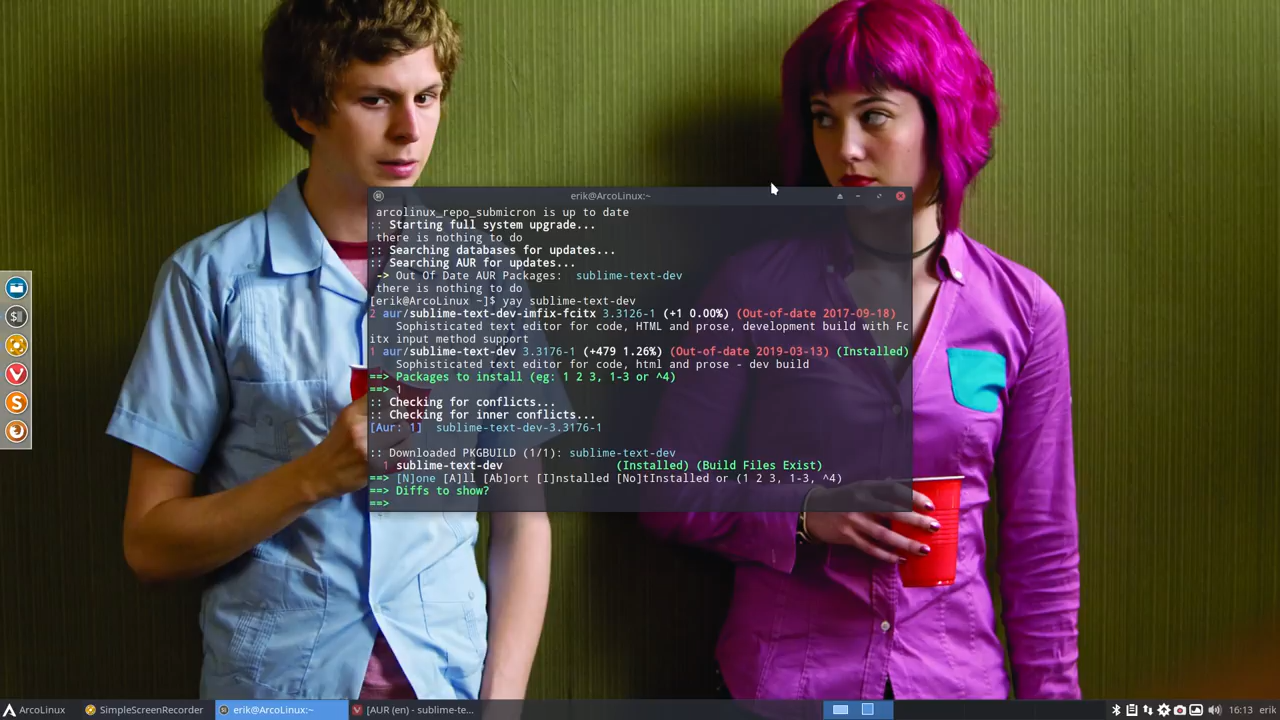 erik@ArcoLinux:~
arcolinux_repo_submicron is up to date
:: Starting full system upgrade...
there is nothing to do
:: Searching databases for updates...
:: Searching AUR for updates...
-> Out Of Date AUR Packages:  sublime-text-dev
there is nothing to do
[erik@ArcoLinux ~]$ yay sublime-text-dev
2 aur/sublime-text-dev-imfix-fcitx 3.3126-1 (+1 0.00%) (Out-of-date 2017-09-18)
Sophisticated text editor for code, HTML and prose, development build with Fc
itx input method support
1 aur/sublime-text-dev 3.3176-1 (+479 1.26%) (Out-of-date 2019-03-13) (Installed)
Sophisticated text editor for code, html and prose - dev build
==> Packages to install (eg: 1 2 3, 1-3 or ^4)
==> 1
:: Checking for conflicts...
:: Checking for inner conflicts...
[Aur: 1]  sublime-text-dev-3.3176-1
:: Downloaded PKGBUILD (1/1): sublime-text-dev
1 sublime-text-dev (Installed) (Build Files Exist)
==> [N]one [A]ll [Ab]ort [I]nstalled [No]tInstalled or (1 2 3, 1-3, ^4)
==> Diffs to show?
==>
ArcoLinux
SimpleScreenRecorder
erik@ArcoLinux:~
[AUR (en) - sublime-te...
16:13
erik